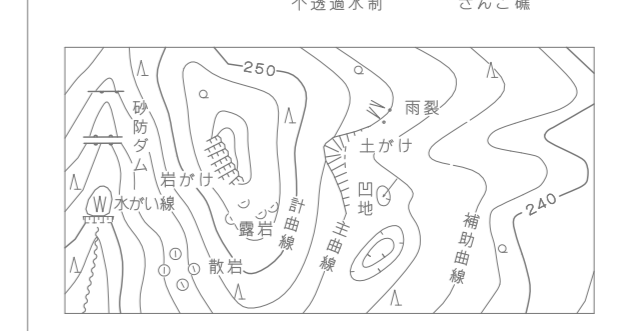 不透過水制
さんご礁
250
砂防ダム
雨裂
土がけ
岩がけ
W
水がい線
凹地
計曲線
主曲線
補助曲線
240
露岩
散岩